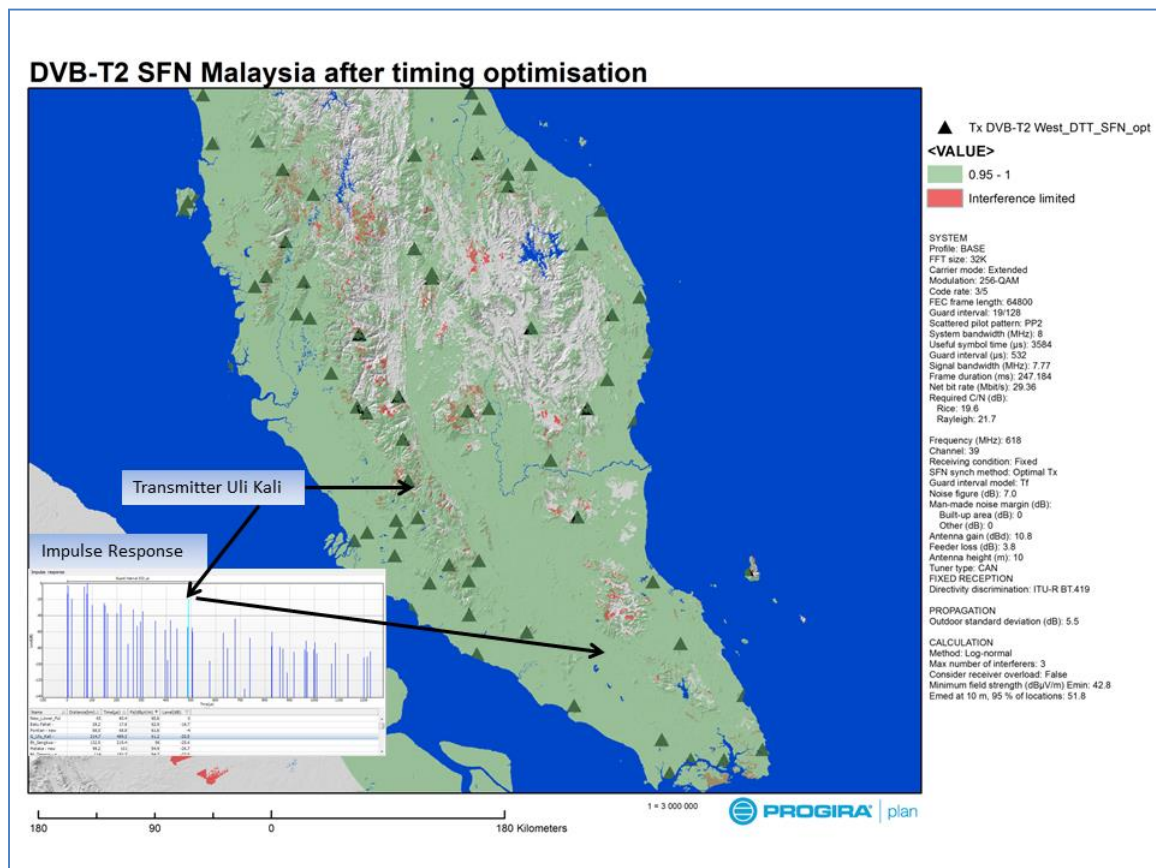 DVB-T2 SFN Malaysia after timing optimisation
Tx DVB-T2 West_DTT_SFN_opt
<VALUE>
0.95 - 1
Interference limited
SYSTEM
Profile: BASE
FFT size: 32K
Carrier mode: Extended
Modulation: 256-QAM
Code rate: 3/5
FEC frame length: 64800
Guard interval: 19/128
Scattered pilot pattern: PP2
System bandwidth (MHz): 8
Useful symbol time (µs): 3584
Guard interval (µs): 532
Signal bandwidth (MHz): 7.77
Frame duration (ms): 247.184
Net bit rate (Mbit/s): 29.36
Required C/N (dB):
Rice: 19.6
Rayleigh: 21.7
Frequency (MHz): 618
Channel: 39
Receiving condition: Fixed
SFN synch method: Optimal Tx
Guard interval model: Tf
Noise figure (dB): 7.0
Man-made noise margin (dB):
Built-up area (dB): 0
Other (dB): 0
Antenna gain (dBd): 10.8
Feeder loss (dB): 3.8
Antenna height (m): 10
Tuner type: CAN
FIXED RECEPTION
Directivity discrimination: ITU-R BT.419
PROPAGATION
Outdoor standard deviation (dB): 5.5
CALCULATION
Method: Log-normal
Max number of interferers: 3
Consider receiver overload: False
Minimum field strength (dBµV/m) Emin: 42.8
Emed at 10 m, 95 % of locations: 51.8
Transmitter Uli Kali
Impulse Response
Impulse response
1 = 3 000 000
PROGIRA plan
180 90 0 180 Kilometers